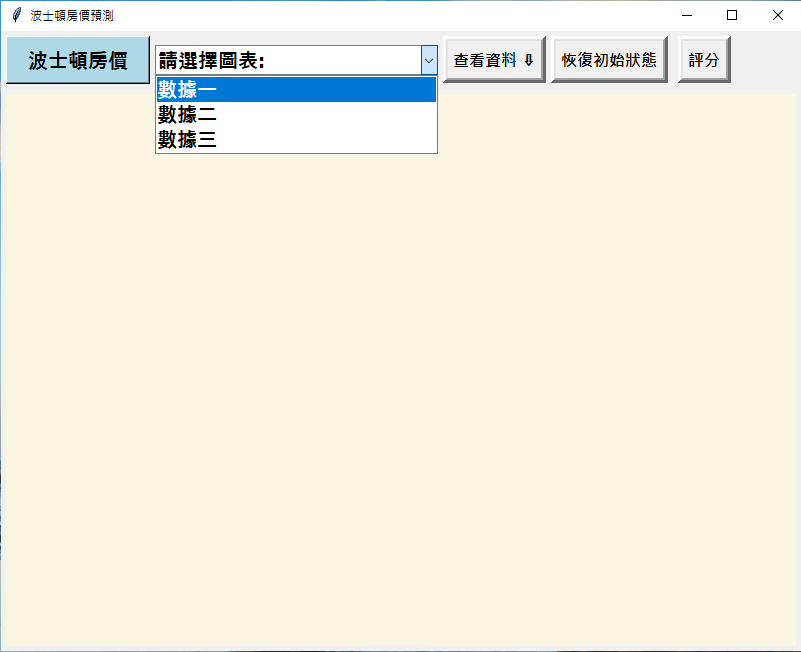 波士頓房價預測
波士頓房價
請選擇圖表:
查看資料 ⇩
恢復初始狀態
評分
數據一
數據二
數據三